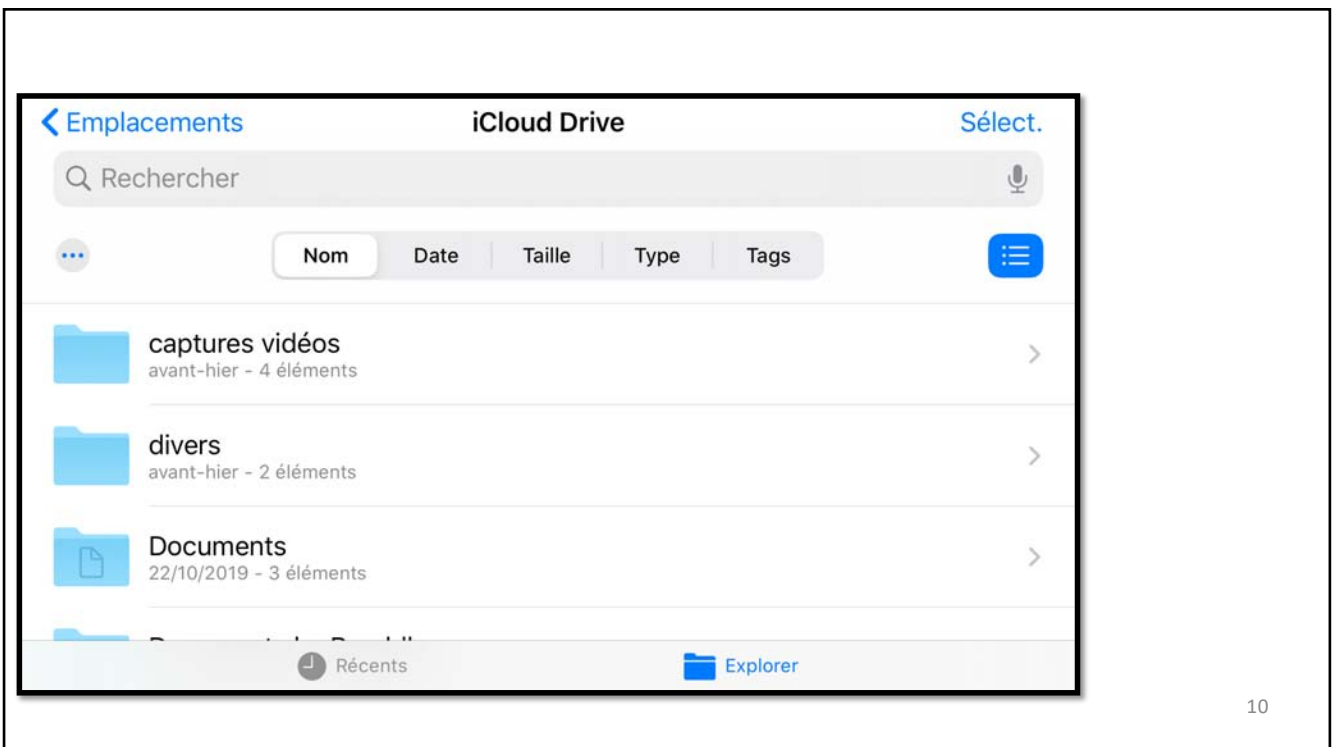 Emplacements iCloud Drive Sélect.
Rechercher
Nom Date Taille Type Tags
captures vidéos
avant-hier - 4 éléments
divers
avant-hier - 2 éléments
Documents
22/10/2019 - 3 éléments
Récents Explorer
10